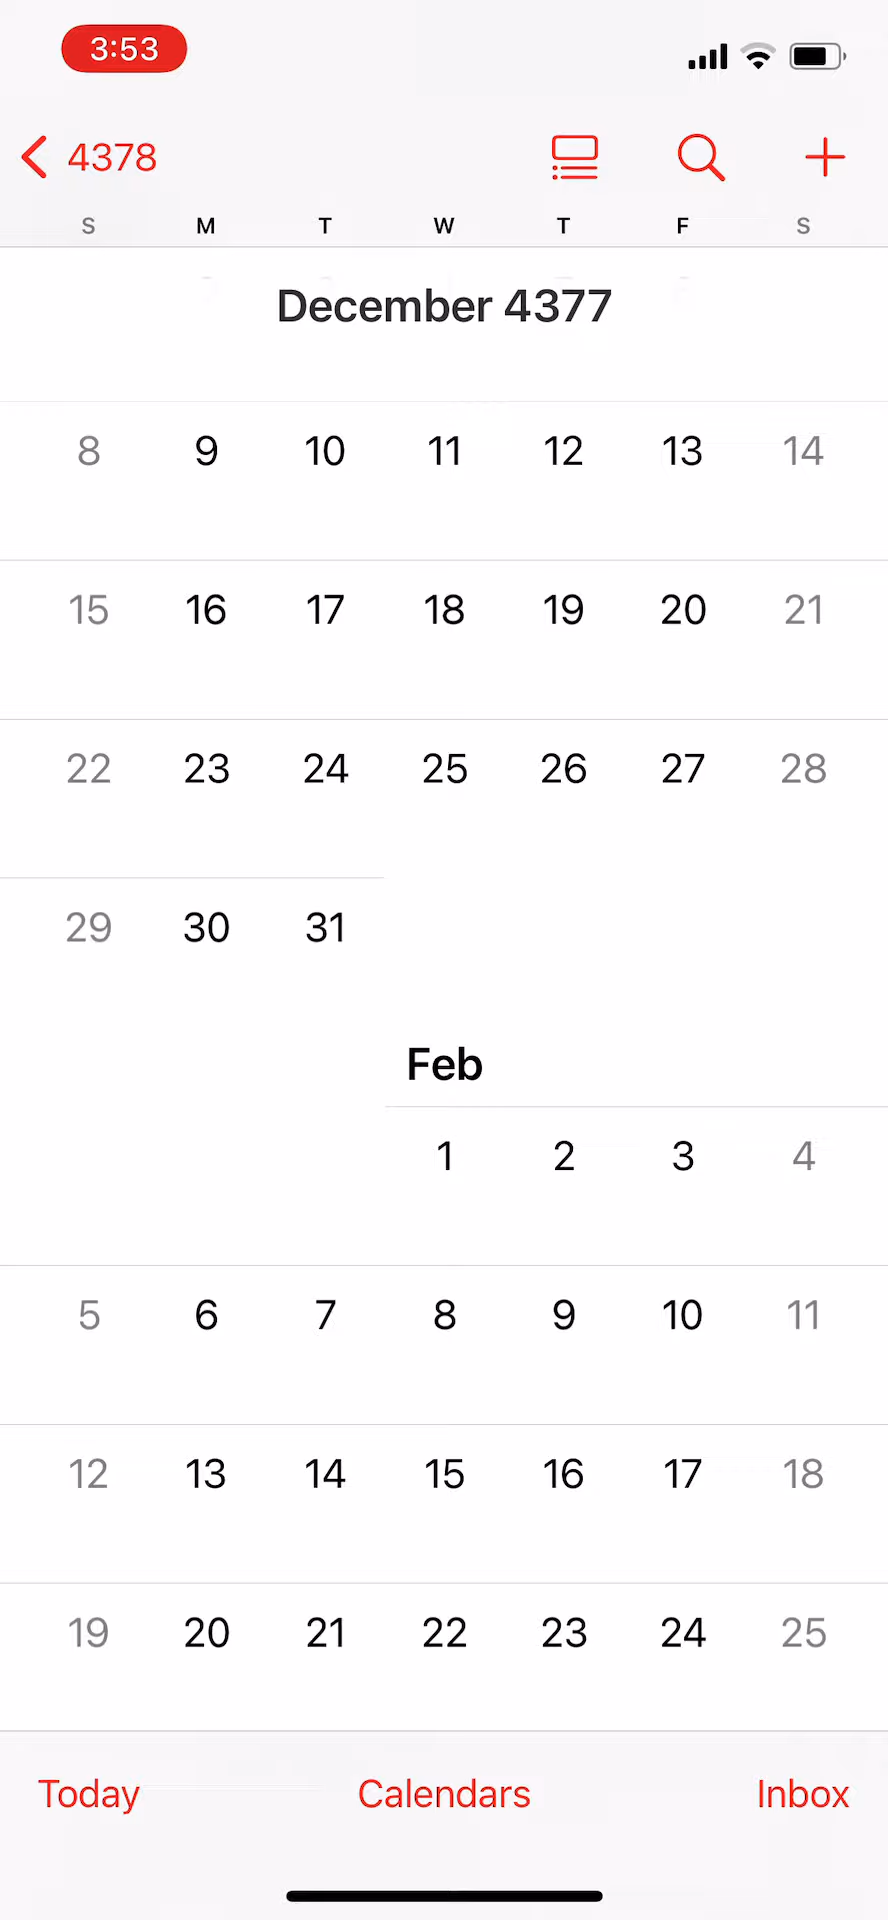 3:53
4378
S M T W T F S
December 4377
8 9 10 11 12 13 14
15 16 17 18 19 20 21
22 23 24 25 26 27 28
29 30 31
Feb
1 2 3 4
5 6 7 8 9 10 11
12 13 14 15 16 17 18
19 20 21 22 23 24 25
Today Calendars Inbox